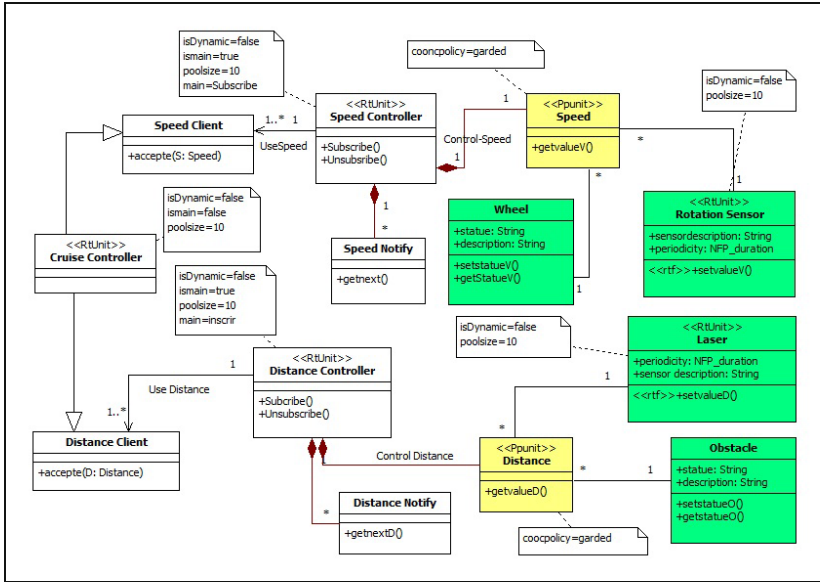 isDynamic=false
ismain=true
poolsize=10
main=Subscribe
cooncpolicy=garded
isDynamic=false
poolsize=10
<<RtUnit>>
Speed Controller
+Subscribe()
+Unsubsribe()
1..*
1
UseSpeed
Speed Client
+accepte(S: Speed)
Control-Speed
1
1
<<Ppunit>>
Speed
+getvalueV()
*
1
*
1
<<RtUnit>>
Rotation Sensor
+sensordescription: String
+periodicity: NFP_duration
<<rtf>>+setvalueV()
Wheel
+statue: String
+description: String
+setstatueV()
+getStatueV()
1
*
Speed Notify
+getnext()
isDynamic=false
ismain=false
poolsize=10
<<RtUnit>>
Cruise Controller
isDynamic=false
ismain=true
poolsize=10
main=inscrir
<<RtUnit>>
Distance Controller
+Subcribe()
+Unsubscribe()
1
Use Distance
1..*
Distance Client
+accepte(D: Distance)
isDynamic=false
poolsize=10
<<RtUnit>>
Laser
+periodicity: NFP_duration
+sensor description: String
<<rtf>>+setvalueD()
1
*
Control Distance
<<Ppunit>>
Distance
+getvalueD()
*
1
Obstacle
+statue: String
+description: String
+setstatueO()
+getstatueO()
*
Distance Notify
+getnextD()
coocpolicy=garded